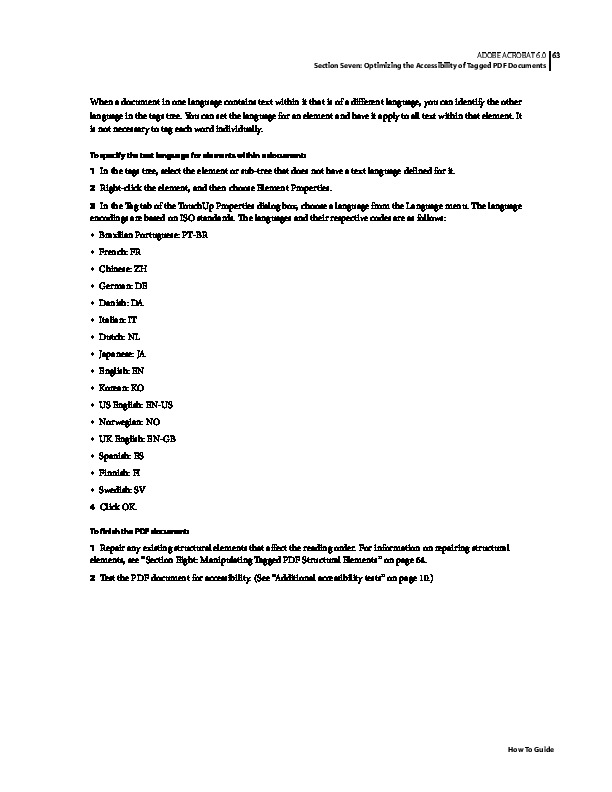 ADOBE ACROBAT 6.0 63
Section Seven: Optimizing the Accessibility of Tagged PDF Documents
When a document in one language contains text within it that is of a different language, you can identify the other
language in the tags tree. You can set the language for an element and have it apply to all text within that element. It
is not necessary to tag each word individually.
To specify the text language for elements within a document:
1 In the tags tree, select the element or sub-tree that does not have a text language defined for it.
2 Right-click the element, and then choose Element Properties.
3 In the Tag tab of the TouchUp Properties dialog box, choose a language from the Language menu. The language
encodings are based on ISO standards. The languages and their respective codes are as follows:
• Brazilian Portuguese: PT-BR
• French: FR
• Chinese: ZH
• German: DE
• Danish: DA
• Italian: IT
• Dutch: NL
• Japanese: JA
• English: EN
• Korean: KO
• US English: EN-US
• Norwegian: NO
• UK English: EN-GB
• Spanish: ES
• Finnish: FI
• Swedish: SV
4 Click OK.
To finish the PDF document:
1 Repair any existing structural elements that affect the reading order. For information on repairing structural
elements, see "Section Eight: Manipulating Tagged PDF Structural Elements" on page 64.
2 Test the PDF document for accessibility. (See "Additional accessibility tests" on page 10.)
How To Guide